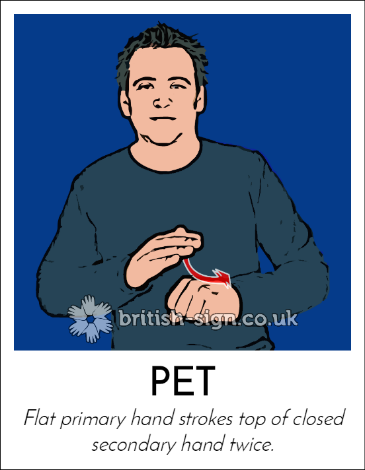 british-sign.co.uk
PET
Flat primary hand strokes top of closed
secondary hand twice.